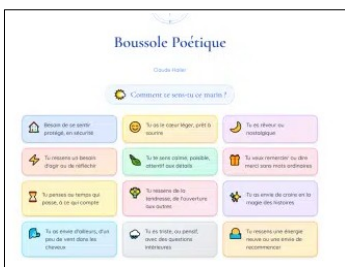 Boussole Poétique
Claude Haller
Comment te sens-tu ce matin ?
Besoin de se sentir
protégé, en sécurité
Tu as le cœur léger, prêt à
sourire
Tu es rêveur ou
nostalgique
Tu ressens un besoin
d'agir ou de réfléchir
Tu te sens calme, paisible,
attentif aux détails
Tu veux remercier ou dire
merci sans mots ordinaires
Tu penses au temps qui
passe, à ce qui compte
Tu ressens de la
tendresse, de l'ouverture
aux autres
Tu as envie de croire en la
magie des histoires
Tu as envie d'ailleurs, d'un
peu de vent dans les
cheveux
Tu es triste, ou pensif,
avec des questions
intérieures
Tu ressens une énergie
neuve ou une envie de
recommencer